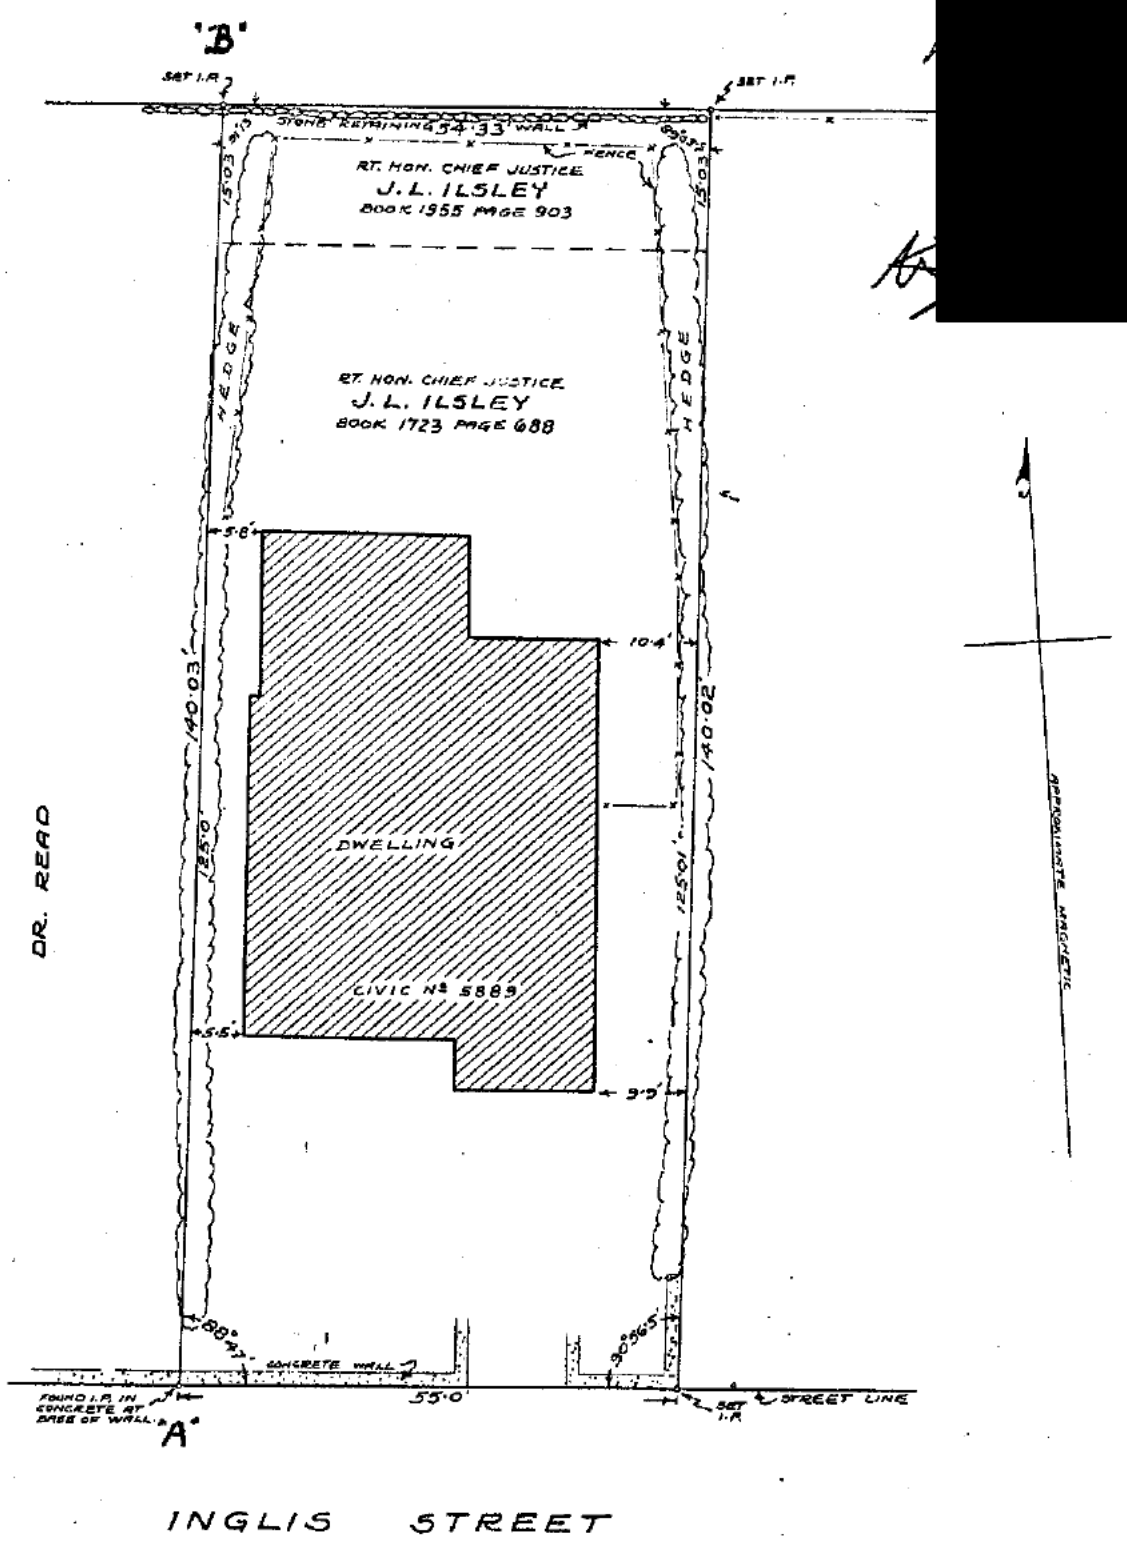 "B"
SET I.P.
SET I.P.
STONE RETAINING 54.33' WALL
15.03
15.03
FENCE
RT. HON. CHIEF JUSTICE
J. L. ILSLEY
BOOK 1955 PAGE 903
HEDGE
HEDGE
RT. HON. CHIEF JUSTICE
J. L. ILSLEY
BOOK 1723 PAGE 688
5.8'
10.4'
140.03'
140.02'
125.0'
125.01'
DR. READ
DWELLING
CIVIC Nº 5889
APPROXIMATE MAGNETIC
5.5'
9.9'
88° 47'
90° 56.5'
CONCRETE WALL
FOUND I.P. IN
CONCRETE AT
BASE OF WALL
"A"
55.0'
SET
I.P.
STREET LINE
INGLIS STREET